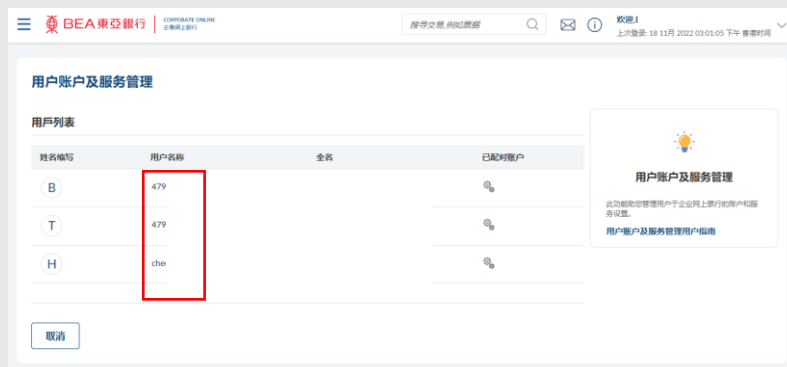 BEA東亞銀行
CORPORATE ONLINE
企業網上銀行
搜寻交易,例如票据
欢迎,
上次登录: 18 11月 2022 03:01:05 下午 香港时间
用户账户及服务管理
用戶列表
姓名缩写 用户名称 全名 已配对账户
B 479
T 479
H che
取消
用户账户及服务管理
此功能助您管理用户于企业网上银行的账户和服
务设置。
用户账户及服务管理用户指南